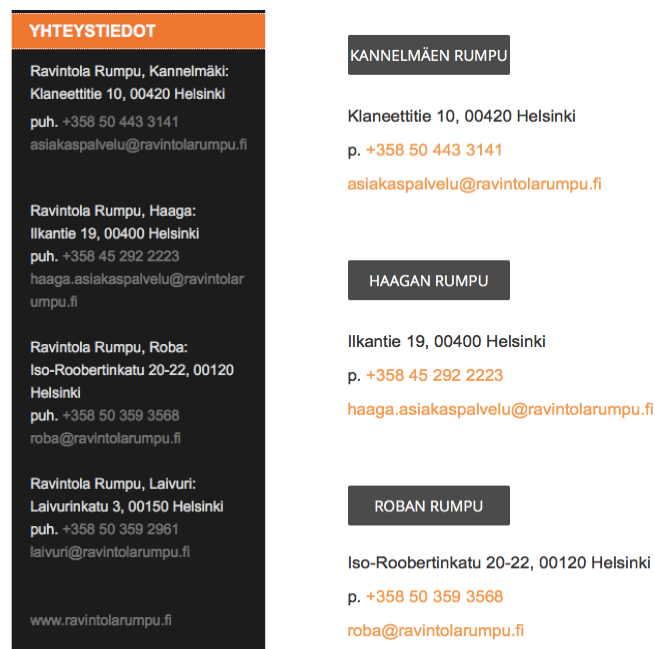 YHTEYSTIEDOT
Ravintola Rumpu, Kannelmäki:
Klaneettitie 10, 00420 Helsinki
puh. +358 50 443 3141
asiakaspalvelu@ravintolarumpu.fi
Ravintola Rumpu, Haaga:
Ilkantie 19, 00400 Helsinki
puh. +358 45 292 2223
haaga.asiakaspalvelu@ravintolar
umpu.fi
Ravintola Rumpu, Roba:
Iso-Roobertinkatu 20-22, 00120
Helsinki
puh. +358 50 359 3568
roba@ravintolarumpu.fi
Ravintola Rumpu, Laivuri:
Laivurinkatu 3, 00150 Helsinki
puh. +358 50 359 2961
laivuri@ravintolarumpu.fi
www.ravintolarumpu.fi
KANNELMÄEN RUMPU
Klaneettitie 10, 00420 Helsinki
p. +358 50 443 3141
asiakaspalvelu@ravintolarumpu.fi
HAAGAN RUMPU
Ilkantie 19, 00400 Helsinki
p. +358 45 292 2223
haaga.asiakaspalvelu@ravintolarumpu.fi
ROBAN RUMPU
Iso-Roobertinkatu 20-22, 00120 Helsinki
p. +358 50 359 3568
roba@ravintolarumpu.fi